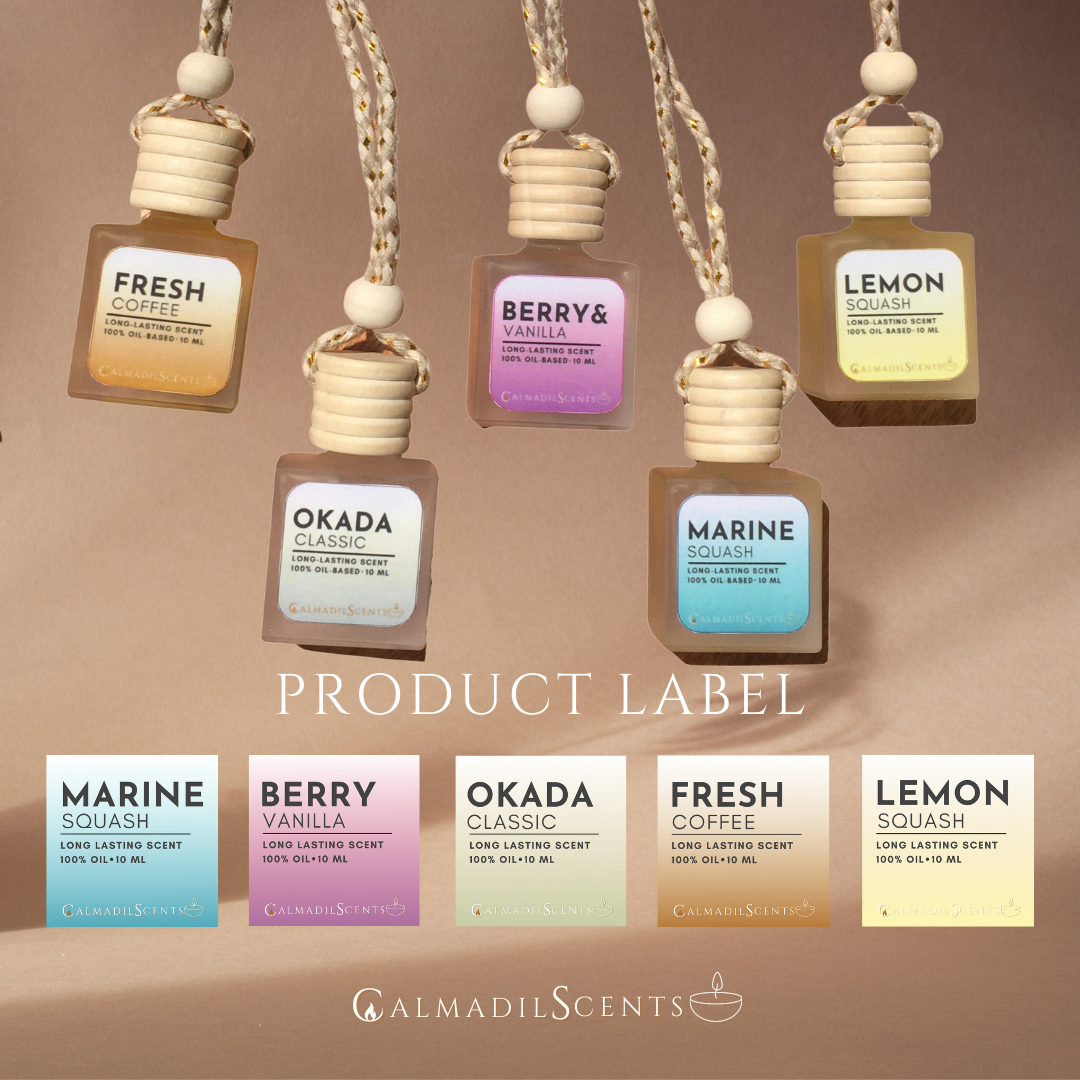 FRESH
COFFEE
LONG-LASTING SCENT
100% OIL-BASED· 10 ML
CALMADILSCENTS
BERRY&
VANILLA
LONG-LASTING SCENT
100% OIL-BASED· 10 ML
CALMADILSCENTS
LEMON
SQUASH
LONG-LASTING SCENT
100% OIL-BASED· 10 ML
CALMADILSCENTS
OKADA
CLASSIC
LONG-LASTING SCENT
100% OIL-BASED· 10 ML
CALMADILSCENTS
MARINE
SQUASH
LONG-LASTING SCENT
100% OIL-BASED· 10 ML
CALMADILSCENTS
PRODUCT LABEL
MARINE
SQUASH
LONG LASTING SCENT
100% OIL•10 ML
CALMADILSCENTS
BERRY
VANILLA
LONG LASTING SCENT
100% OIL•10 ML
CALMADILSCENTS
OKADA
CLASSIC
LONG LASTING SCENT
100% OIL•10 ML
CALMADILSCENTS
FRESH
COFFEE
LONG LASTING SCENT
100% OIL•10 ML
CALMADILSCENTS
LEMON
SQUASH
LONG LASTING SCENT
100% OIL•10 ML
CALMADILSCENTS
CALMADILSCENTS